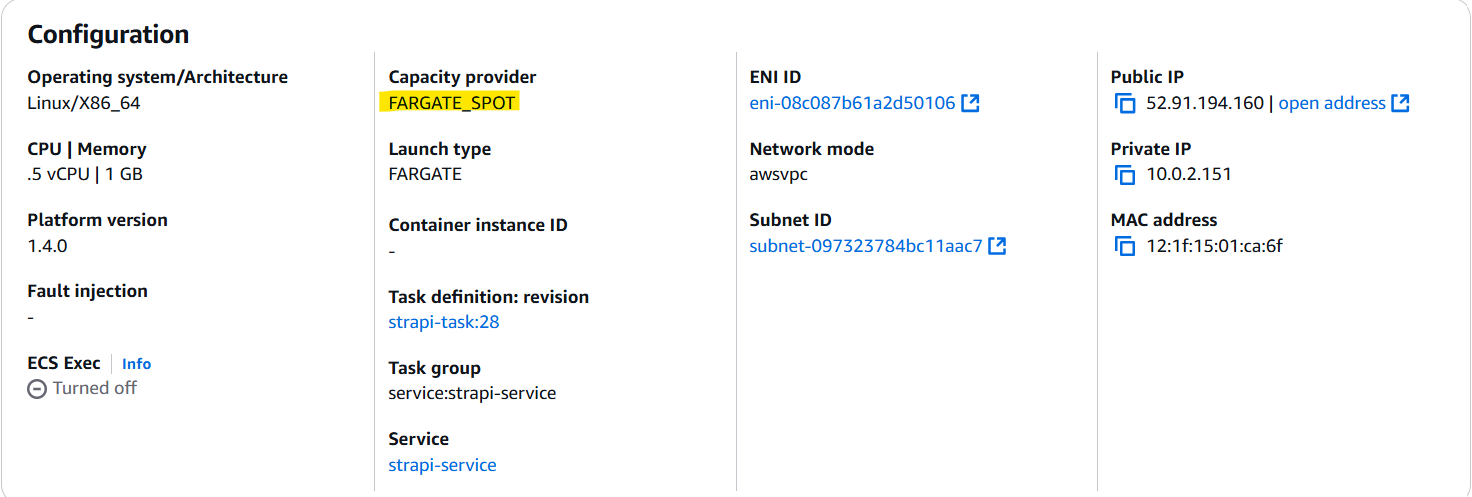 Configuration
Operating system/Architecture
Linux/X86_64
CPU | Memory
.5 vCPU | 1 GB
Platform version
1.4.0
Fault injection
-
ECS Exec | Info
Turned off
Capacity provider
FARGATE_SPOT
Launch type
FARGATE
Container instance ID
-
Task definition: revision
strapi-task:28
Task group
service:strapi-service
Service
strapi-service
ENI ID
eni-08c087b61a2d50106
Network mode
awsvpc
Subnet ID
subnet-097323784bc11aac7
Public IP
52.91.194.160 | open address
Private IP
10.0.2.151
MAC address
12:1f:15:01:ca:6f